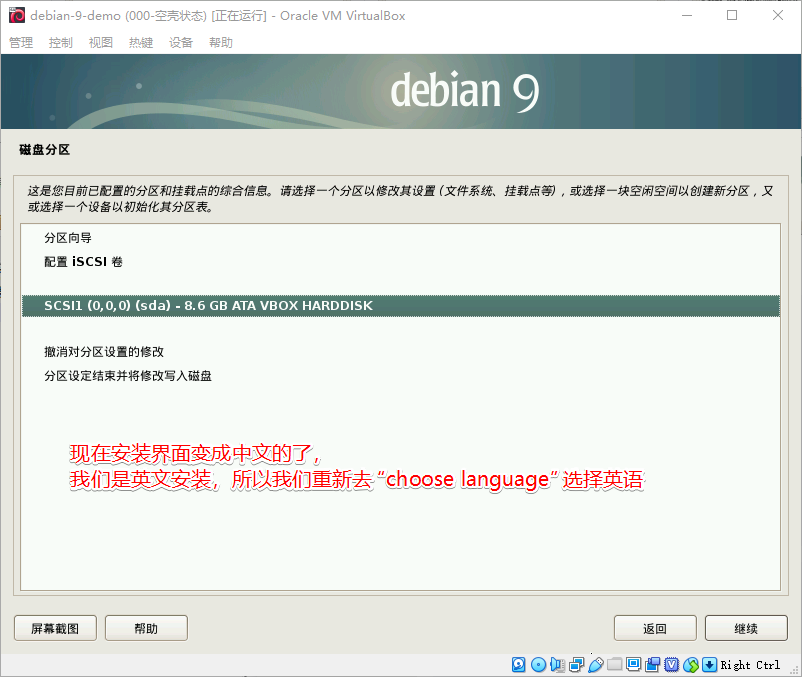 debian-9-demo (000-空壳状态) [正在运行] - Oracle VM VirtualBox
管理 控制 视图 热键 设备 帮助
debian 9
磁盘分区
这是您目前已配置的分区和挂载点的综合信息。请选择一个分区以修改其设置 (文件系统、挂载点等)，或选择一块空闲空间以创建新分区，又
或选择一个设备以初始化其分区表。
分区向导
配置 iSCSI 卷
SCSI1 (0,0,0) (sda) - 8.6 GB ATA VBOX HARDDISK
撤消对分区设置的修改
分区设定结束并将修改写入磁盘
现在安装界面变成中文的了，
我们是英文安装，所以我们重新去 “choose language” 选择英语
屏幕截图 帮助 返回 继续
Right Ctrl